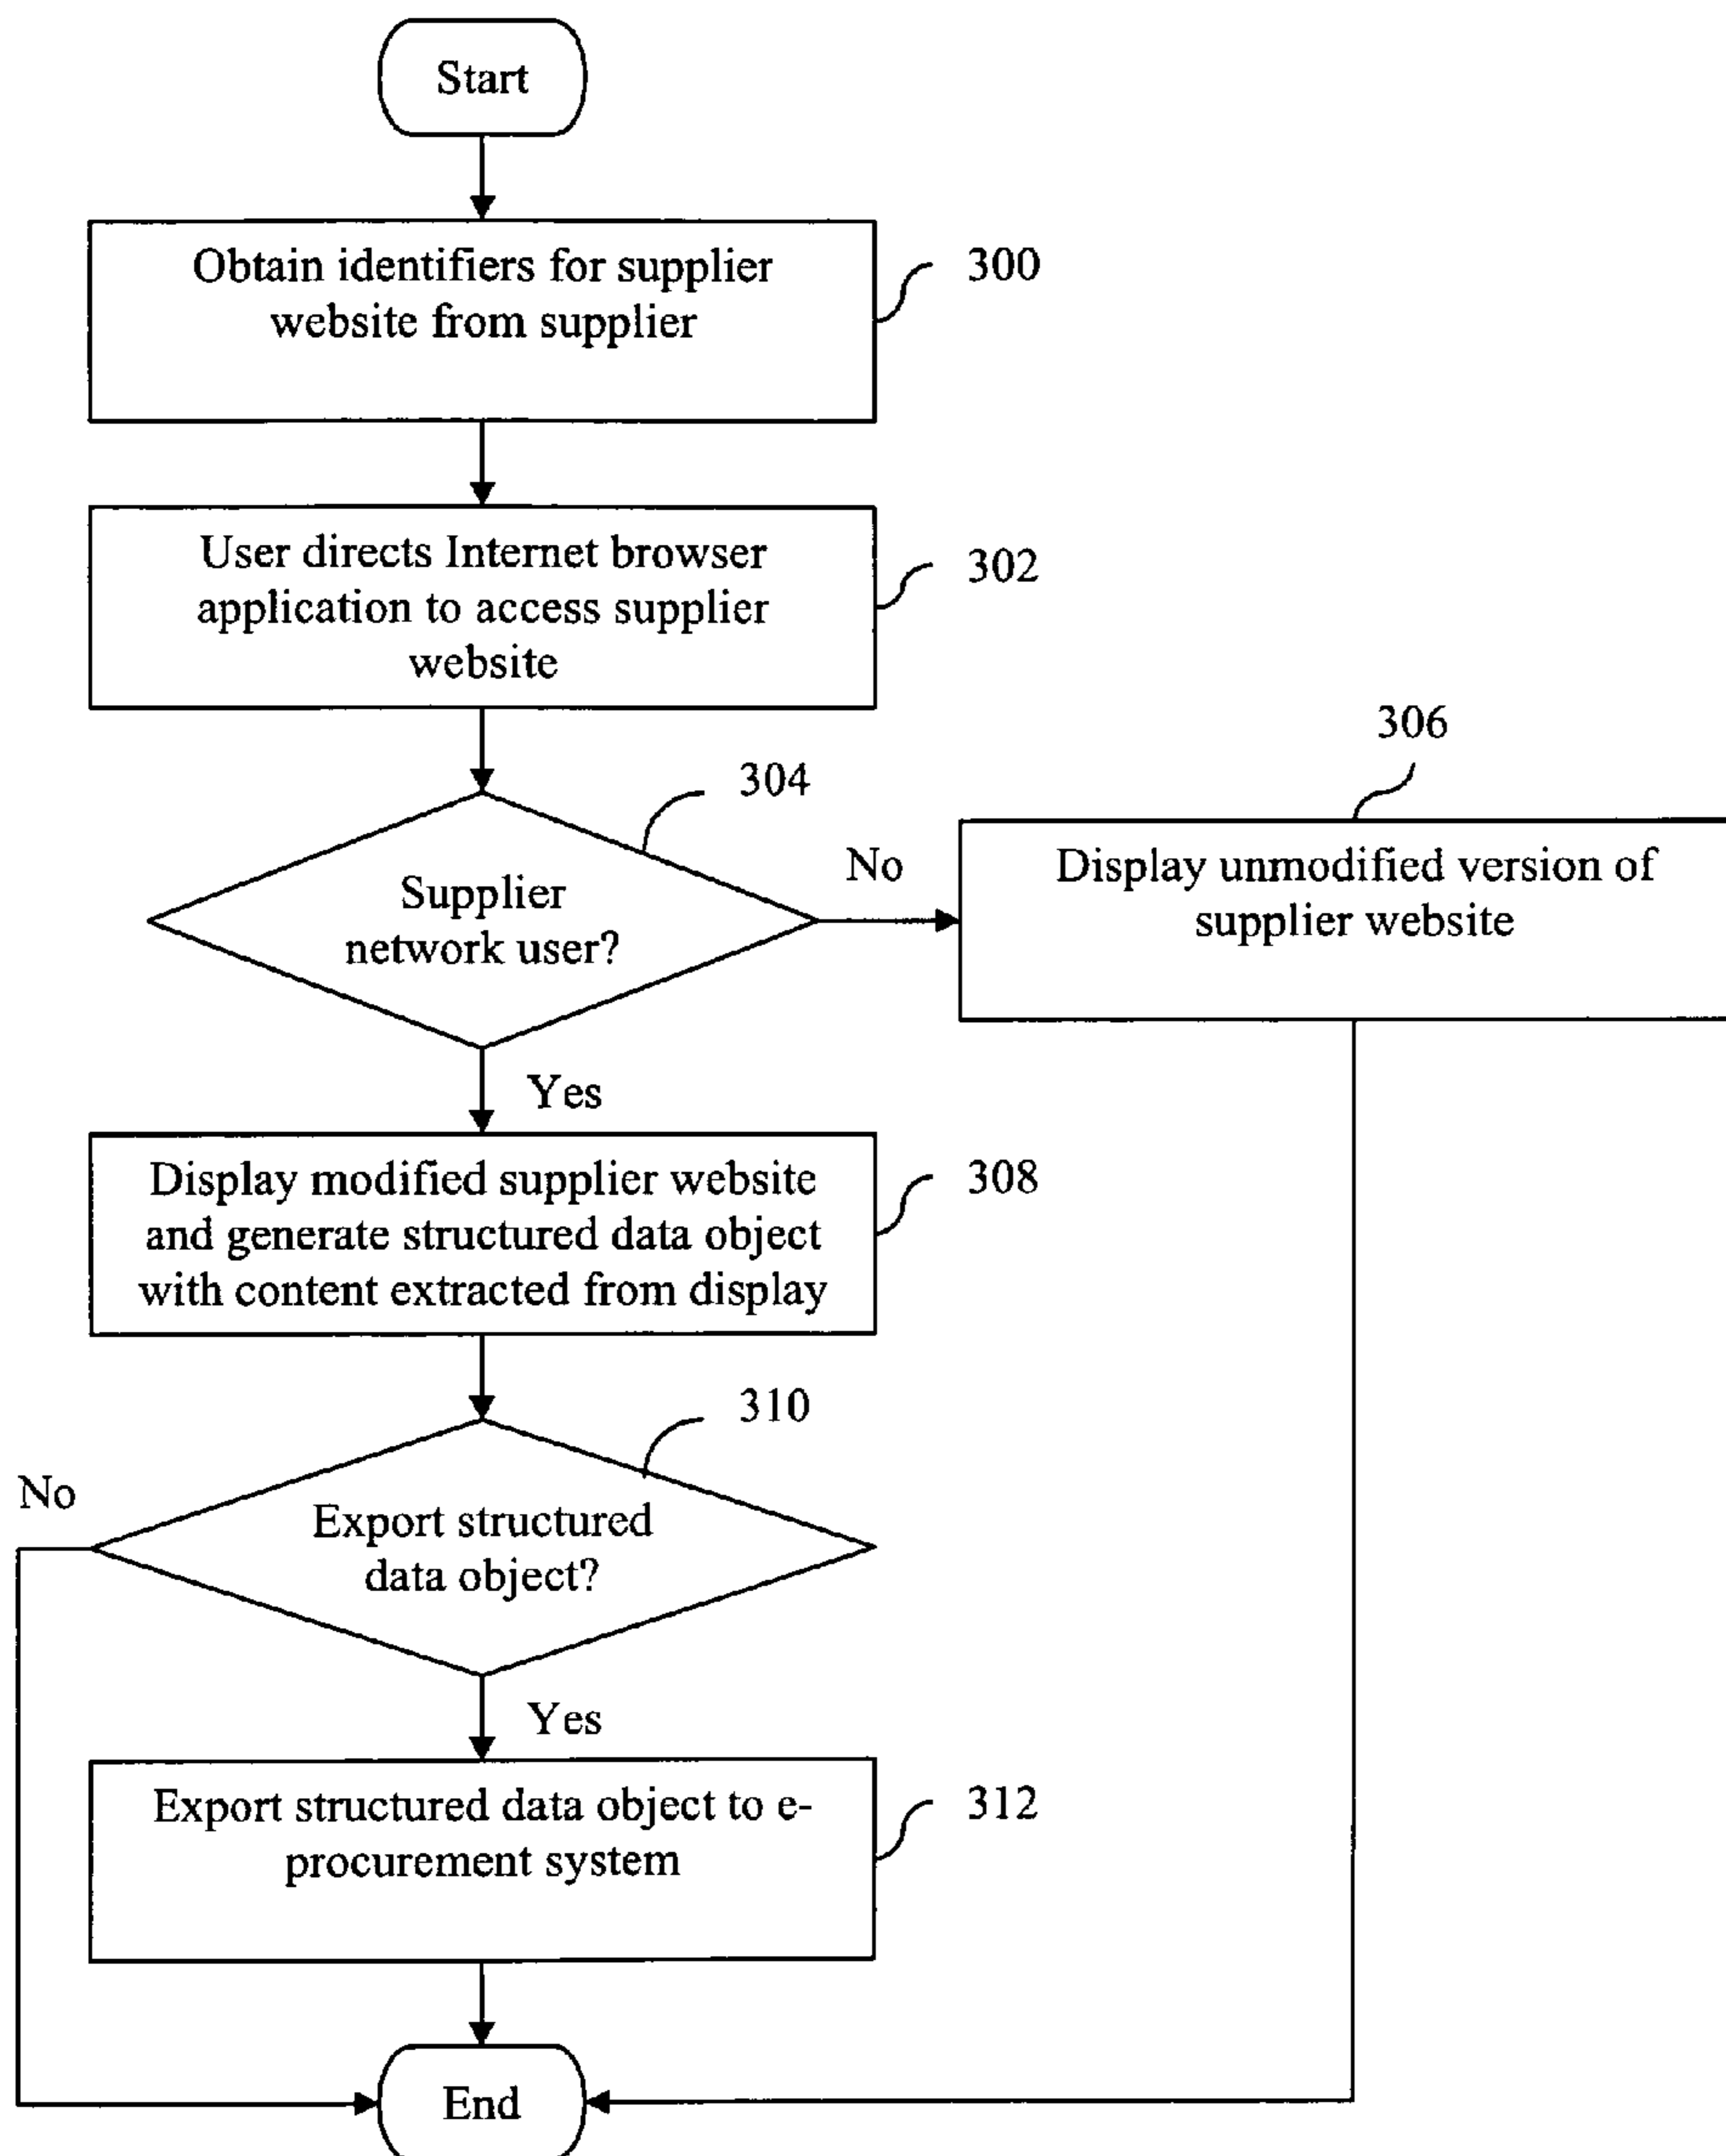 Start
Obtain identifiers for supplier
website from supplier
300
User directs Internet browser
application to access supplier
website
302
304
Supplier
network user?
No
306
Display unmodified version of
supplier website
Yes
Display modified supplier website
and generate structured data object
with content extracted from display
308
310
No
Export structured
data object?
Yes
Export structured data object to e-
procurement system
312
End